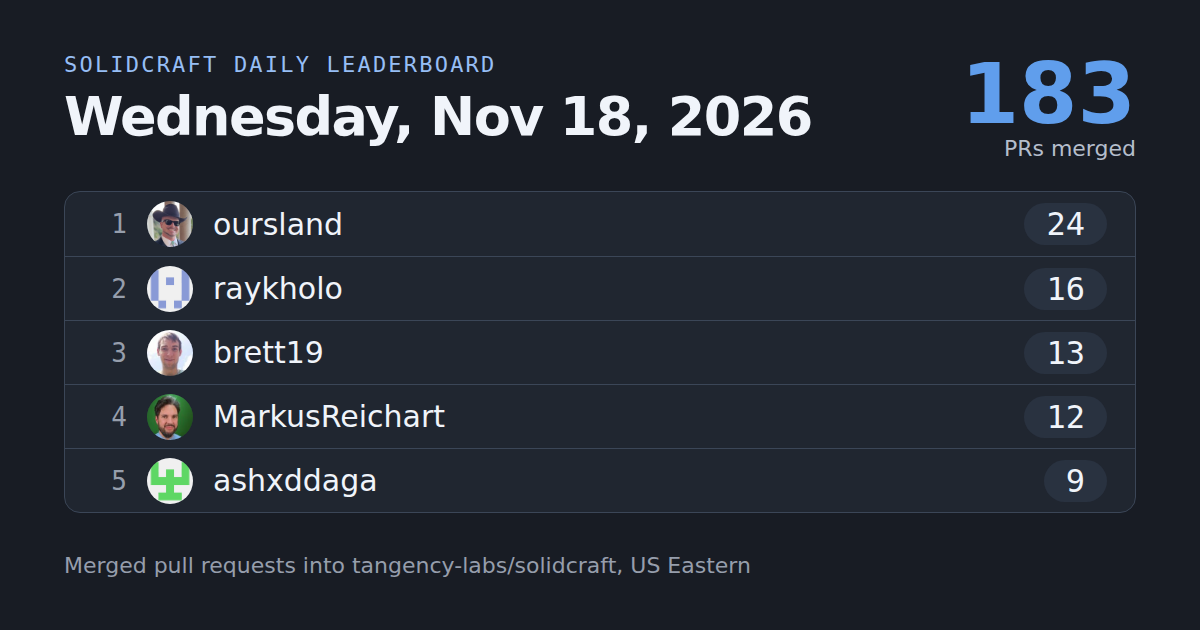 SOLIDCRAFT DAILY LEADERBOARD
Wednesday, Nov 18, 2026
183
PRs merged
1 oursland 24
2 raykholo 16
3 brett19 13
4 MarkusReichart 12
5 ashxddaga 9
Merged pull requests into tangency-labs/solidcraft, US Eastern